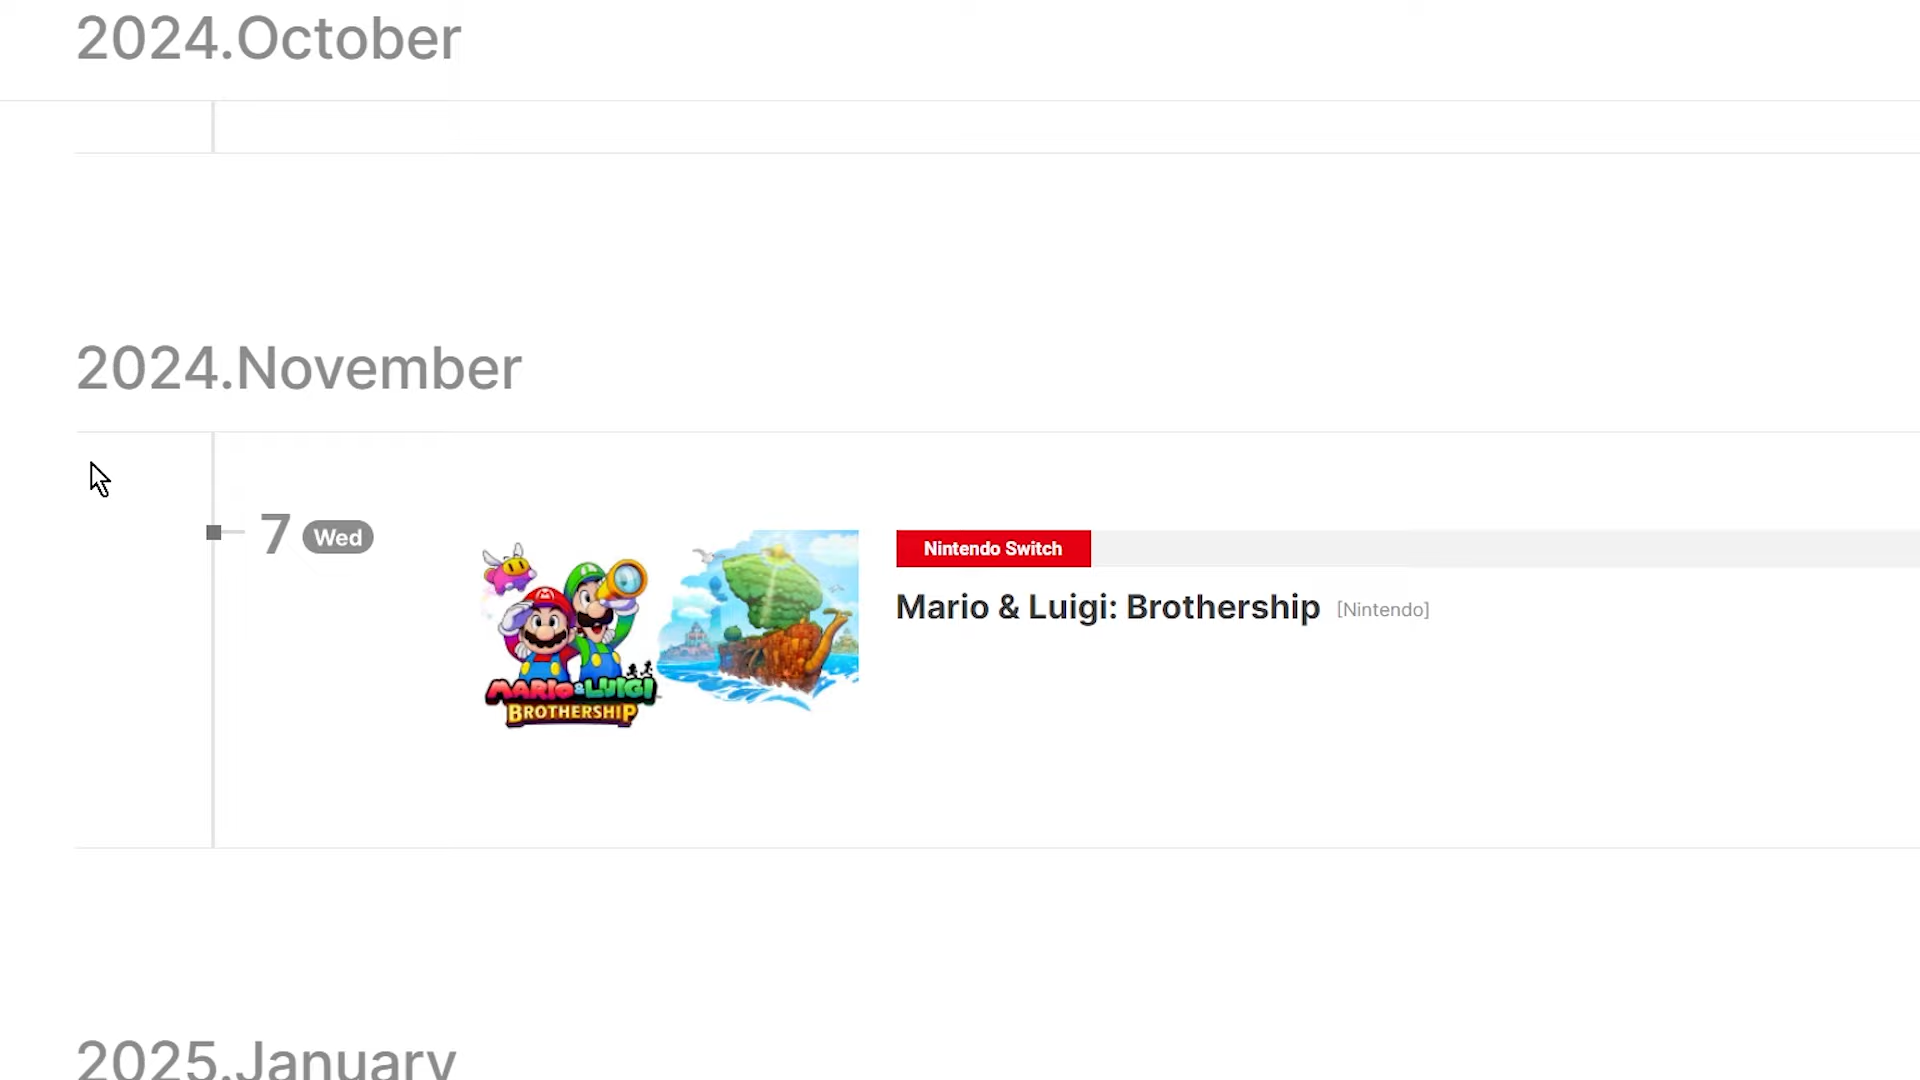 2024.October
2024.November
7 Wed
Nintendo Switch
Mario & Luigi: Brothership [Nintendo]
MARIO & LUIGI
BROTHERSHIP
2025.January